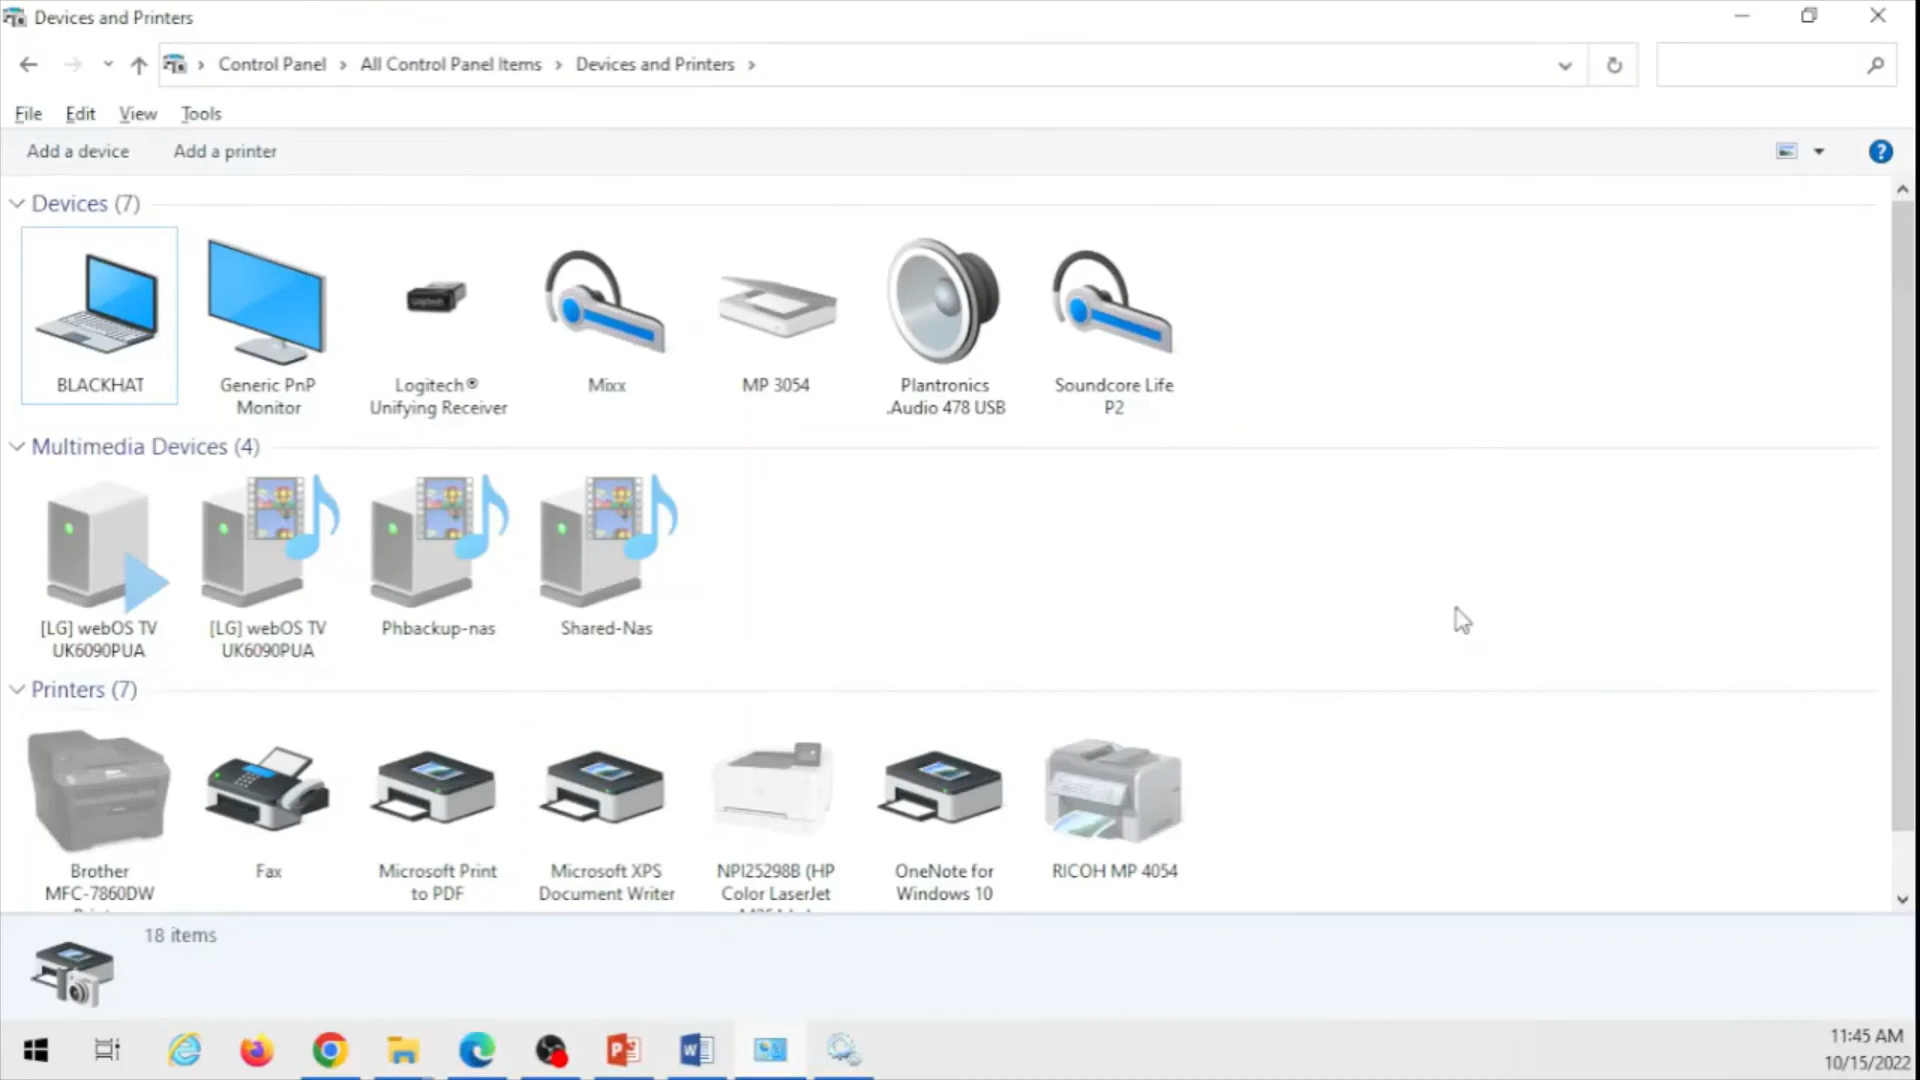 Devices and Printers
Control Panel > All Control Panel Items > Devices and Printers >
File Edit View Tools
Add a device Add a printer
Devices (7)
BLACKHAT
Generic PnP
Monitor
Logitech®
Unifying Receiver
Mixx
MP 3054
Plantronics
.Audio 478 USB
Soundcore Life
P2
Multimedia Devices (4)
[LG] webOS TV
UK6090PUA
[LG] webOS TV
UK6090PUA
Phbackup-nas
Shared-Nas
Printers (7)
Brother
MFC-7860DW
Fax
Microsoft Print
to PDF
Microsoft XPS
Document Writer
NPI25298B (HP
Color LaserJet
OneNote for
Windows 10
RICOH MP 4054
18 items
11:45 AM
10/15/2022